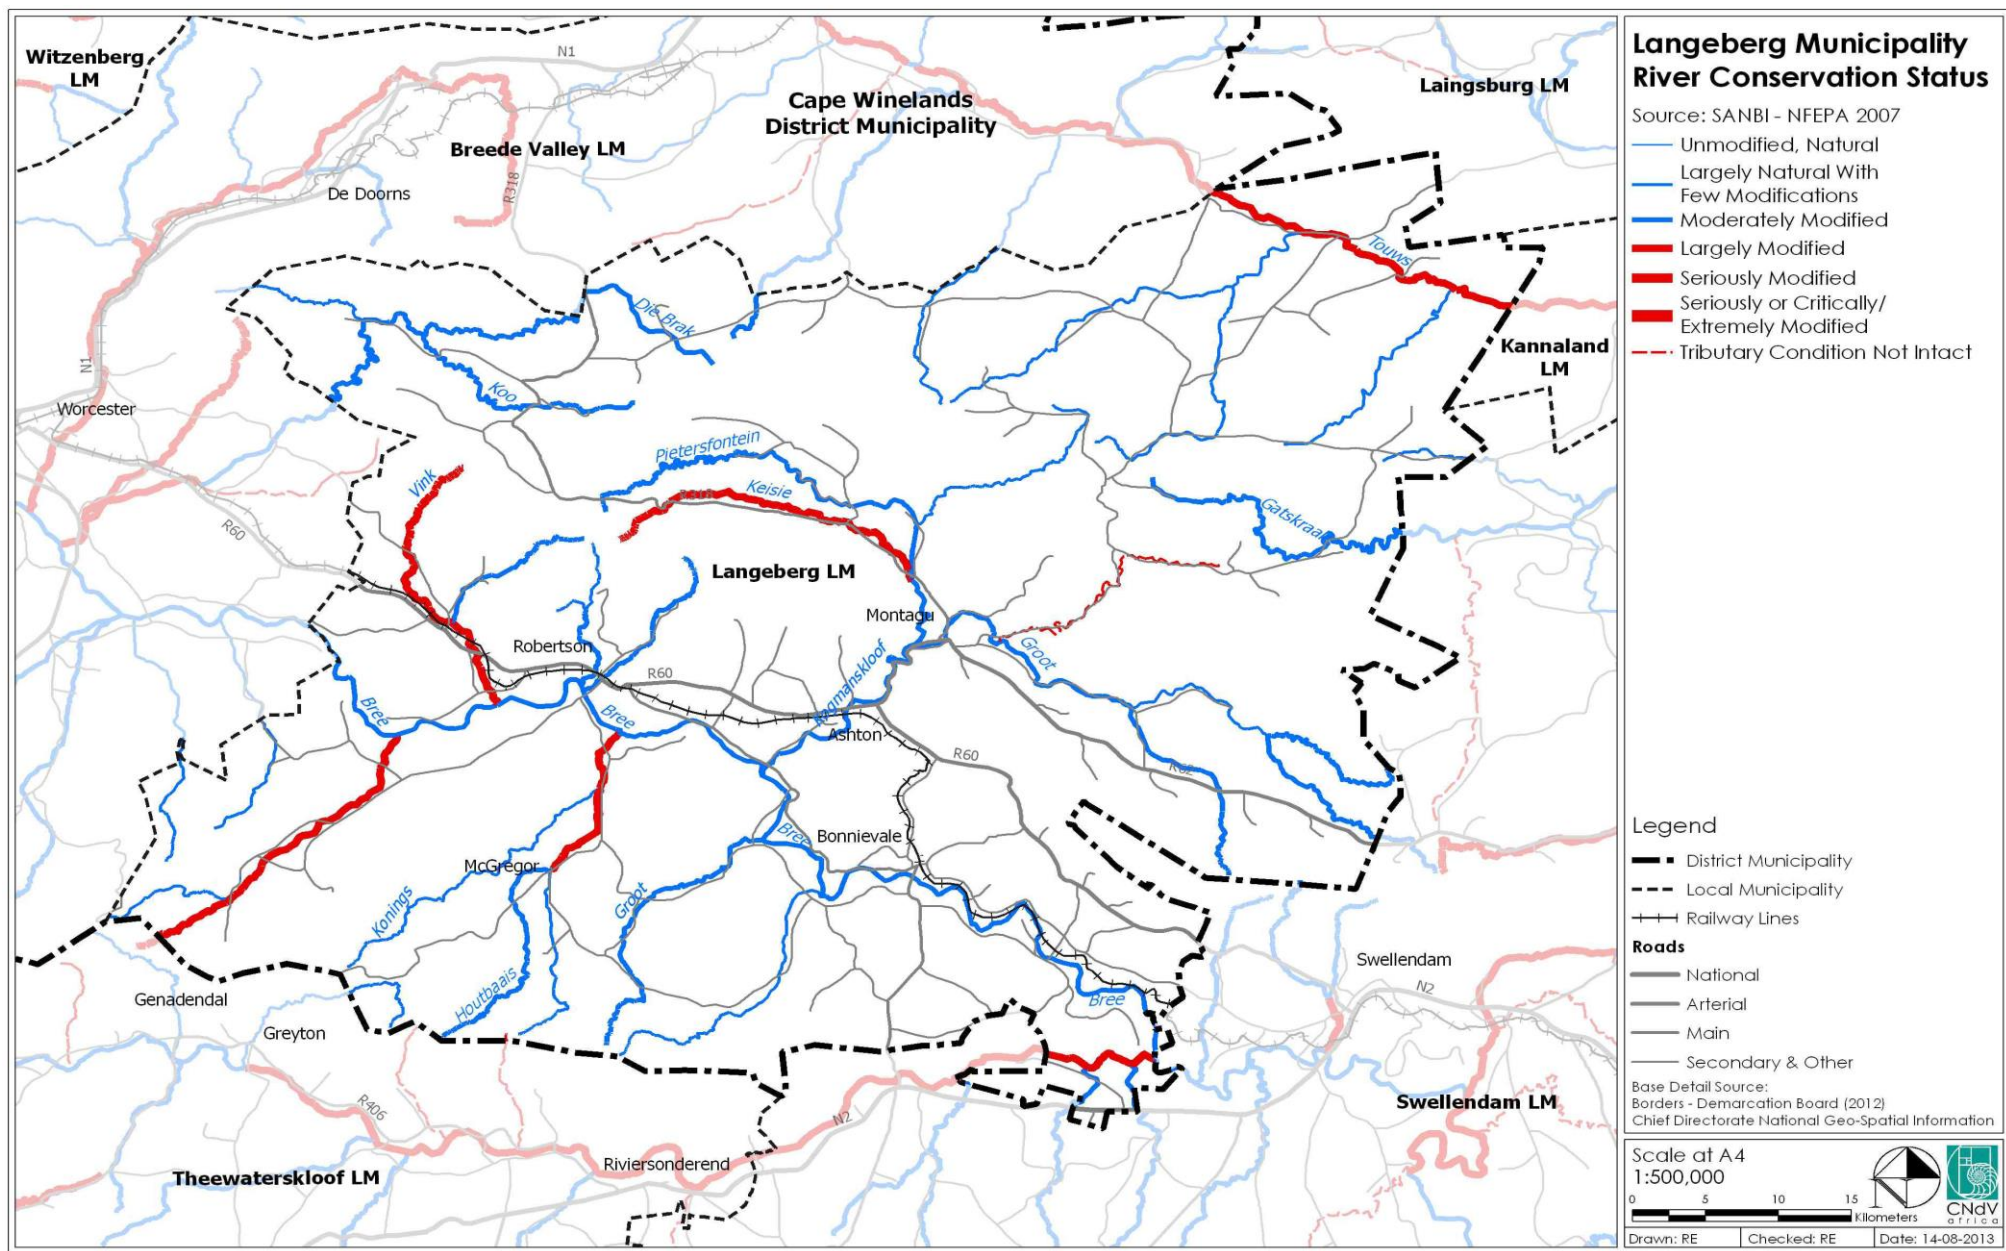 Langeberg Municipality
River Conservation Status
Source: SANBI - NFEPA 2007
Unmodified, Natural
Largely Natural With
Few Modifications
Moderately Modified
Largely Modified
Seriously Modified
Seriously or Critically/
Extremely Modified
Tributary Condition Not Intact
Legend
District Municipality
Local Municipality
Railway Lines
Roads
National
Arterial
Main
Secondary & Other
Base Detail Source:
Borders - Demarcation Board (2012)
Chief Directorate National Geo-Spatial Information
Scale at A4
1:500,000
0 5 10 15
Kilometers
CNdV
africa
Drawn: RE Checked: RE Date: 14-08-2013
Witzenberg
LM
N1
Laingsburg LM
Cape Winelands
District Municipality
Breede Valley LM
De Doorns
R318
Touws
Die Brak
Kannaland
LM
N1
Koo
Worcester
Pietersfontein
Vink
Keisie
R318
Gatskraal
R60
Langeberg LM
Montagu
Robertson
Groot
R60
Kogmanskloof
Bree
Bree
Ashton
R60
R62
Bree
Bonnievale
McGregor
Konings
Groot
Houtbaais
Swellendam
N2
Genadendal
Bree
Greyton
R406
N2
Swellendam LM
Riviersonderend
Theewaterskloof LM